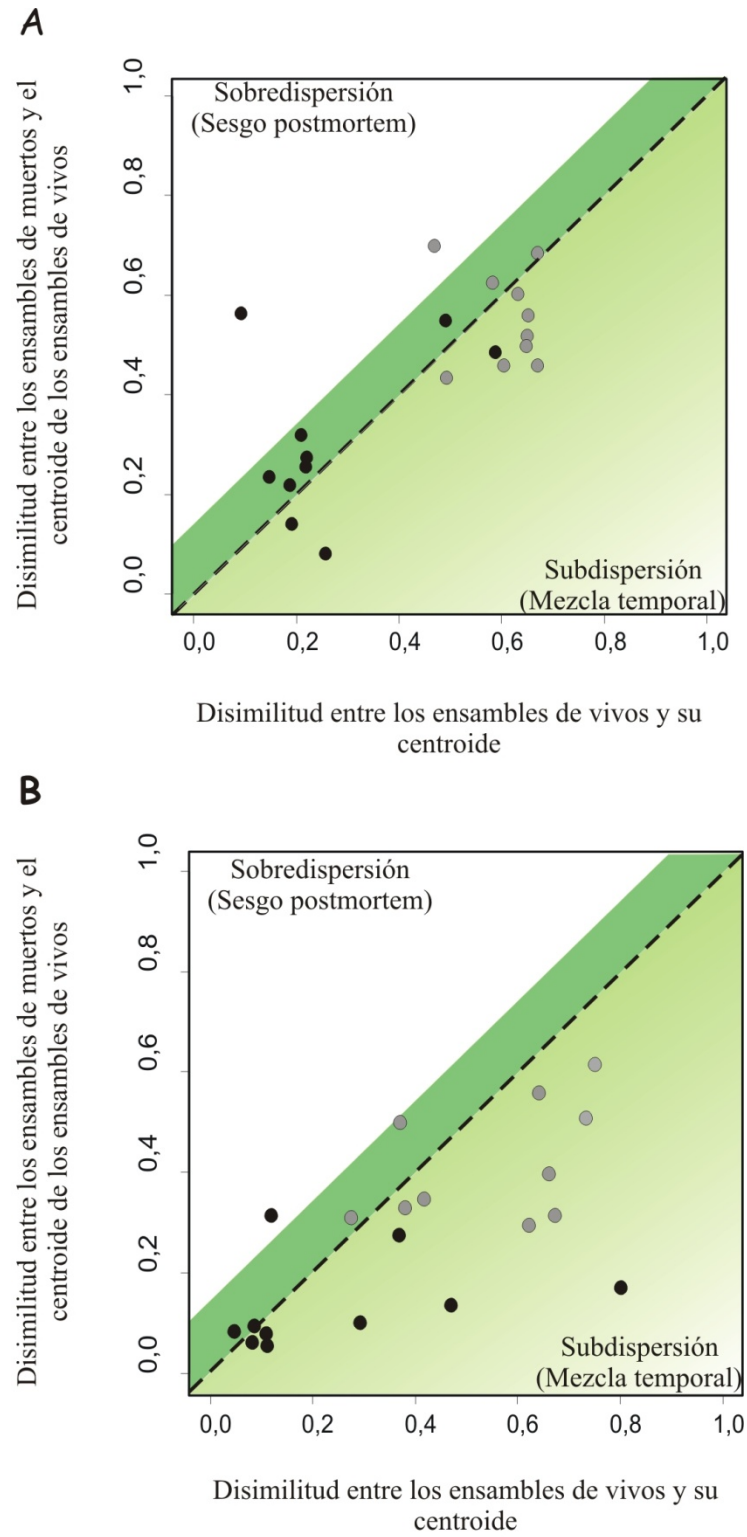 A
Disimilitud entre los ensambles de muertos y el
centroide de los ensambles de vivos
1,0
0,8
0,6
0,4
0,2
0,0
Sobredispersión
(Sesgo postmortem)
Subdispersión
(Mezcla temporal)
0,0 0,2 0,4 0,6 0,8 1,0
Disimilitud entre los ensambles de vivos y su
centroide
B
Disimilitud entre los ensambles de muertos y el
centroide de los ensambles de vivos
1,0
0,8
0,6
0,4
0,2
0,0
Sobredispersión
(Sesgo postmortem)
Subdispersión
(Mezcla temporal)
0,0 0,2 0,4 0,6 0,8 1,0
Disimilitud entre los ensambles de vivos y su
centroide